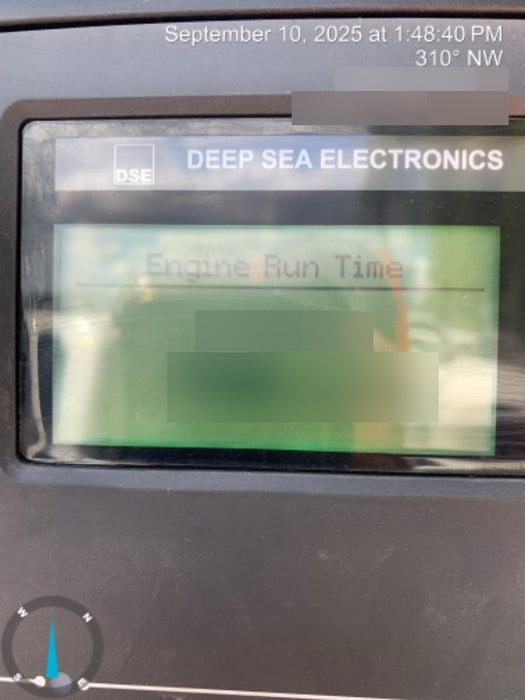 September 10, 2025 at 1:48:40 PM
310° NW
DSE
DEEP SEA ELECTRONICS
Engine Run Time
W
N
S
E